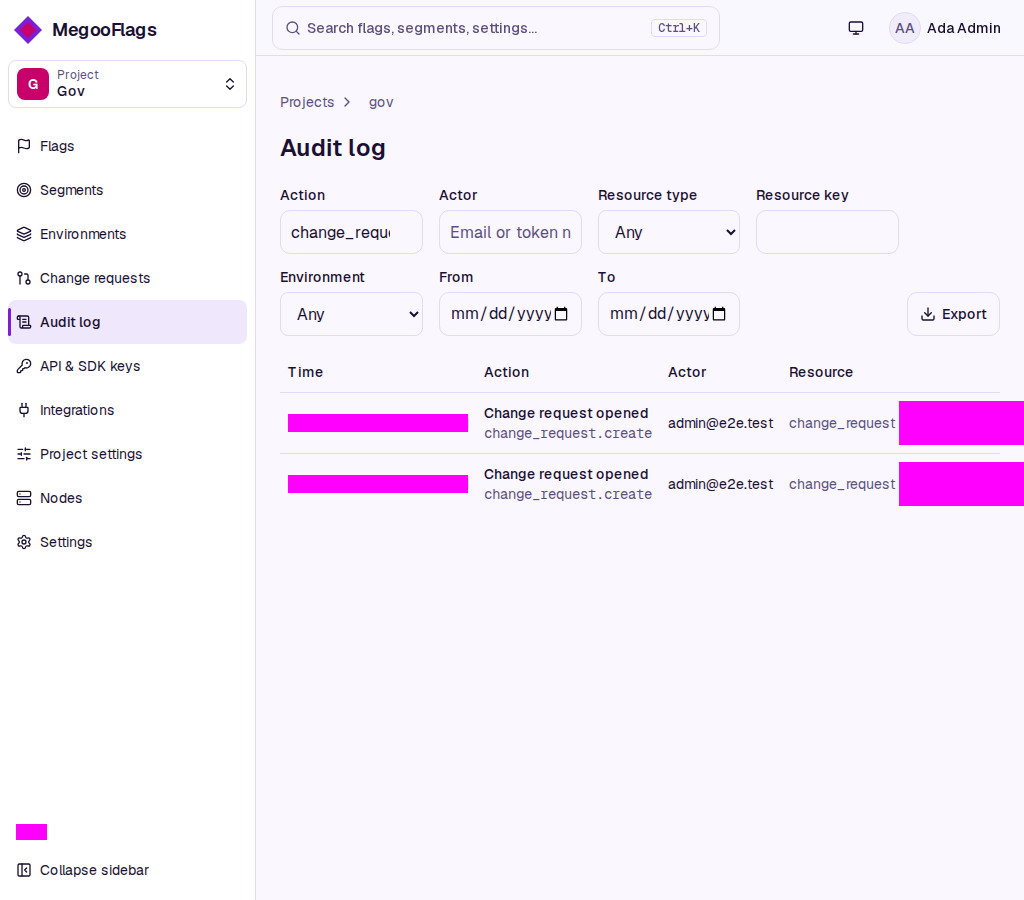 MegooFlags
Search flags, segments, settings...
Ctrl+K
AA
Ada Admin
G
Project
Gov
Flags
Segments
Environments
Change requests
Audit log
API & SDK keys
Integrations
Project settings
Nodes
Settings
Collapse sidebar
Projects
gov
Audit log
Action
Actor
Resource type
Resource key
change_requ
Email or token n
Any
Environment
From
To
Any
mm/dd/yyyy
mm/dd/yyyy
Export
Time
Action
Actor
Resource
Change request opened
change_request.create
admin@e2e.test
change_request
Change request opened
change_request.create
admin@e2e.test
change_request